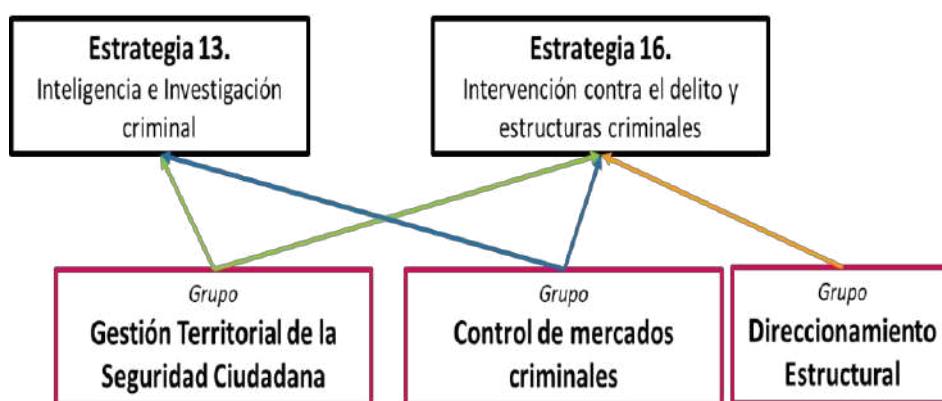 Estrategia 13.
Inteligencia e Investigación
criminal
Estrategia 16.
Intervención contra el delito y
estructuras criminales
Grupo
Gestión Territorial de la
Seguridad Ciudadana
Grupo
Control de mercados
criminales
Grupo
Direccionamiento
Estructural